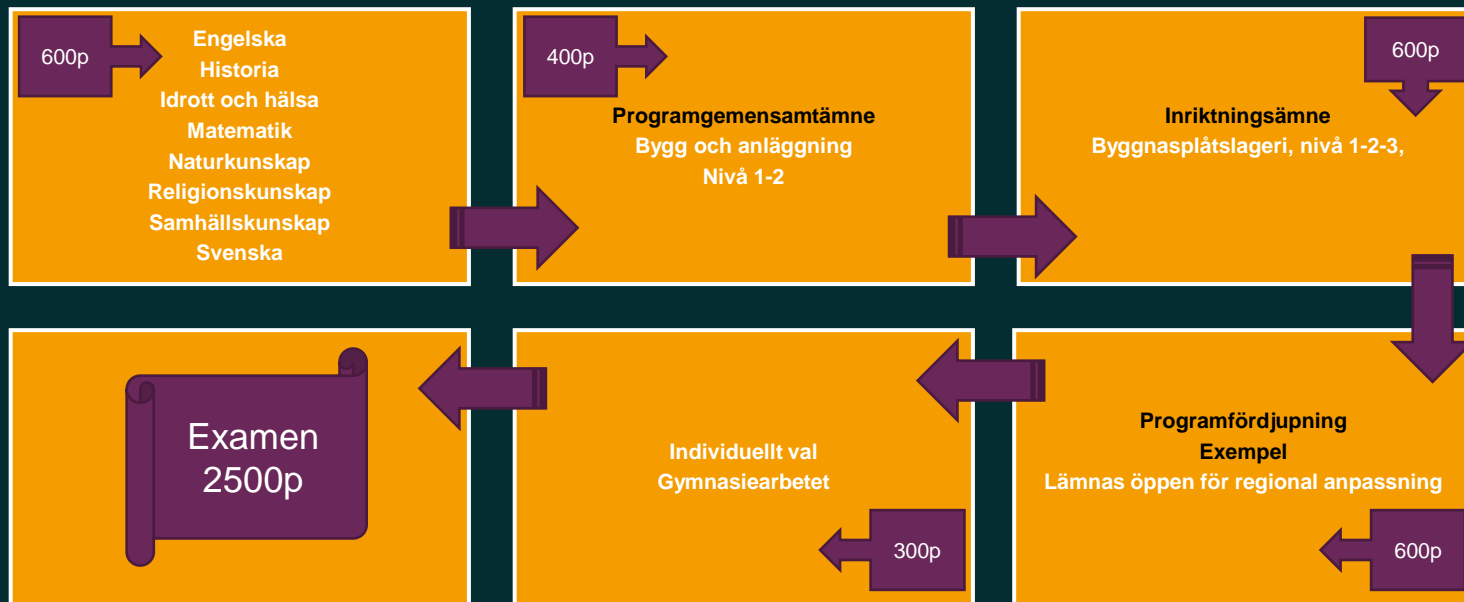 600p
Engelska
Historia
Idrott och hälsa
Matematik
Naturkunskap
Religionskunskap
Samhällskunskap
Svenska
400p
Programgemensamtämne
Bygg och anläggning
Nivå 1-2
600p
Inriktningsämne
Byggnasplåtslageri, nivå 1-2-3,
Programfördjupning
Exempel
Lämnas öppen för regional anpassning
600p
Individuellt val
Gymnasiearbetet
300p
Examen
2500p